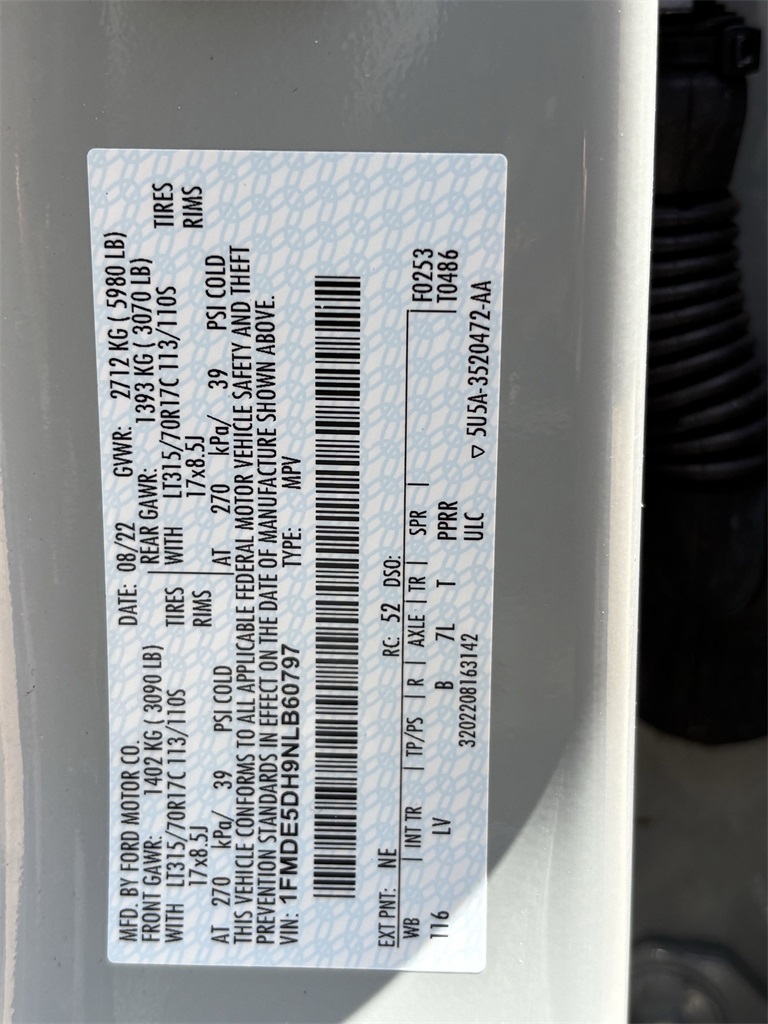 MFD. BY FORD MOTOR CO. DATE: 08/22 GVWR: 2712 KG ( 5980 LB)
FRONT GAWR: 1402 KG ( 3090 LB) REAR GAWR: 1393 KG ( 3070 LB)
WITH LT315/70R17C 113/110S TIRES WITH LT315/70R17C 113/110S TIRES
17x8.5J RIMS 17x8.5J RIMS
AT 270 kPa/ 39 PSI COLD AT 270 kPa/ 39 PSI COLD
THIS VEHICLE CONFORMS TO ALL APPLICABLE FEDERAL MOTOR VEHICLE SAFETY AND THEFT
PREVENTION STANDARDS IN EFFECT ON THE DATE OF MANUFACTURE SHOWN ABOVE.
VIN: 1FMDE5DH9NLB60797 TYPE: MPV
EXT PNT: NE RC: 52 DSO:
WB | INT TR | TP/PS | R | AXLE | TR | SPR | F0253
116 LV B 7L T PPRR T0486
3202208163142 ULC
▽ 5U5A-3520472-AA